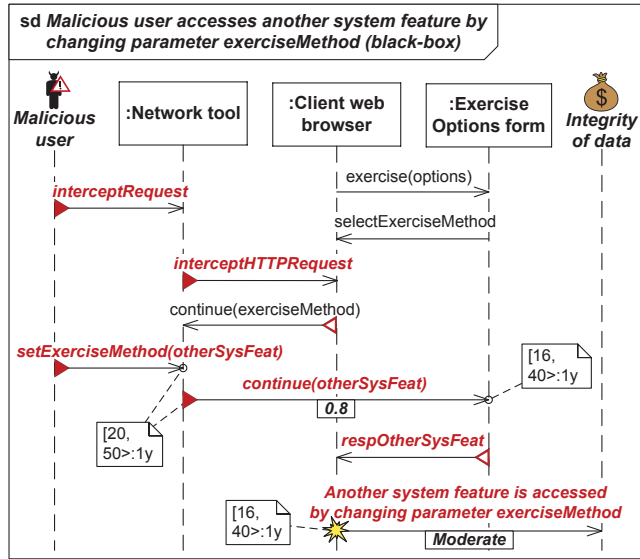 sd Malicious user accesses another system feature by
changing parameter exerciseMethod (black-box)
Malicious
user
:Network tool
:Client web
browser
:Exercise
Options form
$
Integrity
of data
exercise(options)
interceptRequest
selectExerciseMethod
interceptHTTPRequest
continue(exerciseMethod)
setExerciseMethod(otherSysFeat)
[16,
40>:1y
continue(otherSysFeat)
0.8
[20,
50>:1y
respOtherSysFeat
Another system feature is accessed
by changing parameter exerciseMethod
[16,
40>:1y
Moderate